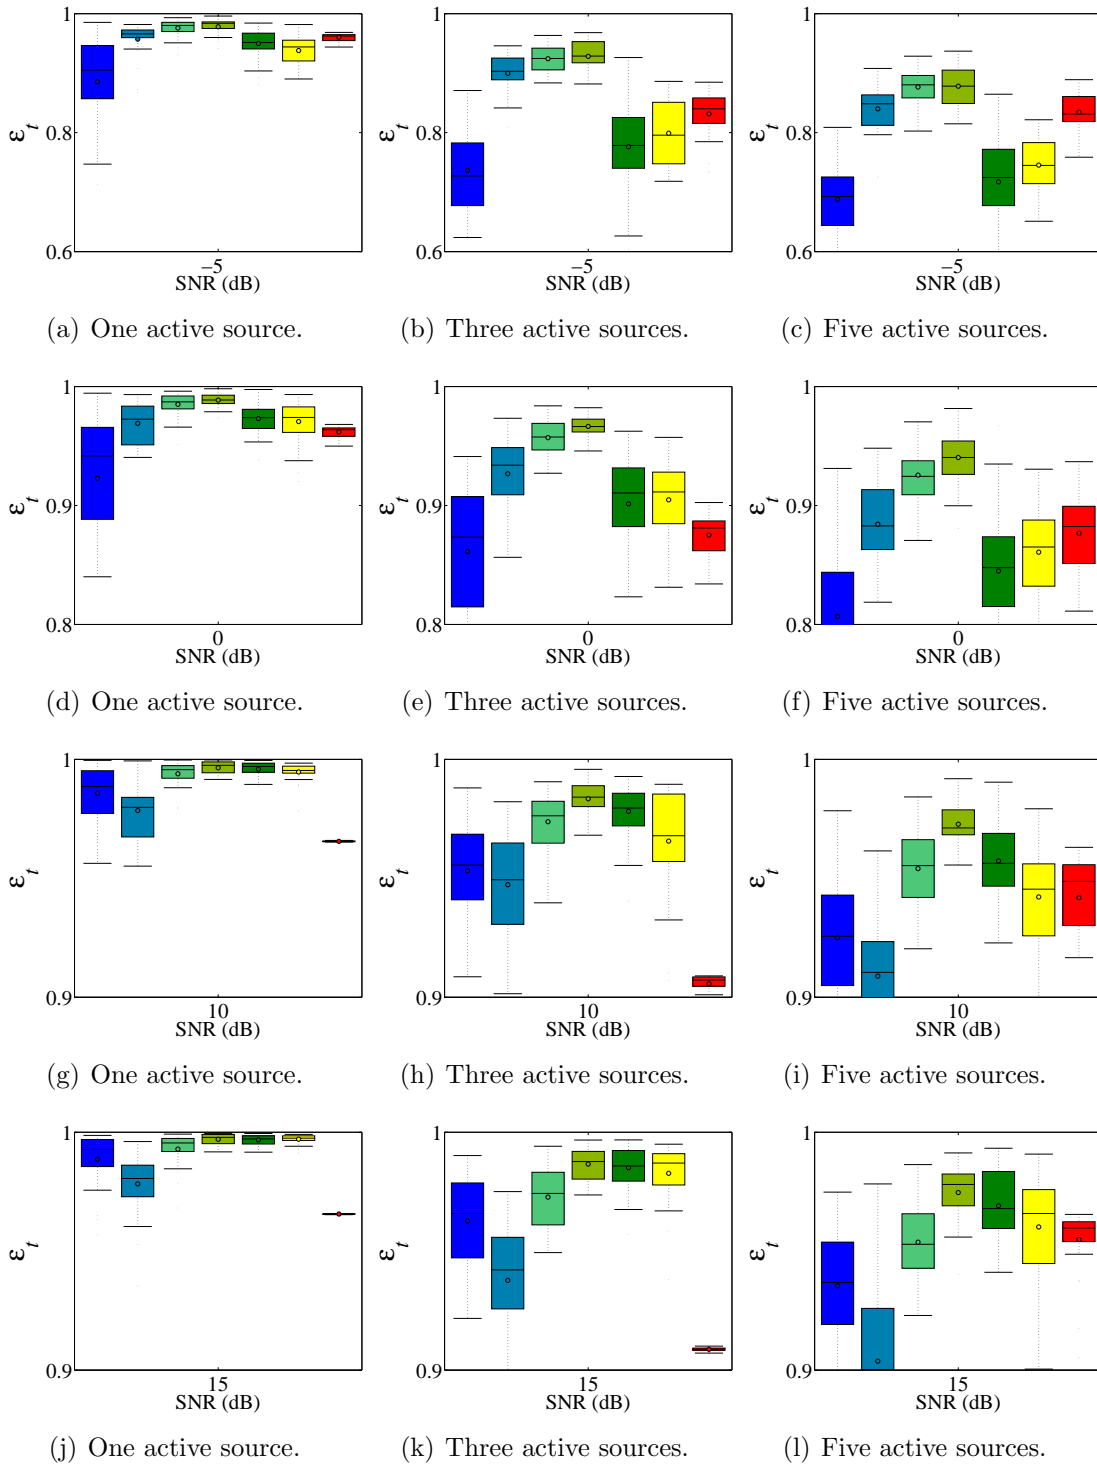 1 1 1
ε_t ε_t ε_t
0.8 0.8 0.8
0.6 0.6 0.6
−5 −5 −5
SNR (dB) SNR (dB) SNR (dB)
(a) One active source. (b) Three active sources. (c) Five active sources.
1 1 1
ε_t ε_t ε_t
0.9 0.9 0.9
0.8 0.8 0.8
0 0 0
SNR (dB) SNR (dB) SNR (dB)
(d) One active source. (e) Three active sources. (f) Five active sources.
1 1 1
ε_t ε_t ε_t
0.9 0.9 0.9
10 10 10
SNR (dB) SNR (dB) SNR (dB)
(g) One active source. (h) Three active sources. (i) Five active sources.
1 1 1
ε_t ε_t ε_t
0.9 0.9 0.9
15 15 15
SNR (dB) SNR (dB) SNR (dB)
(j) One active source. (k) Three active sources. (l) Five active sources.